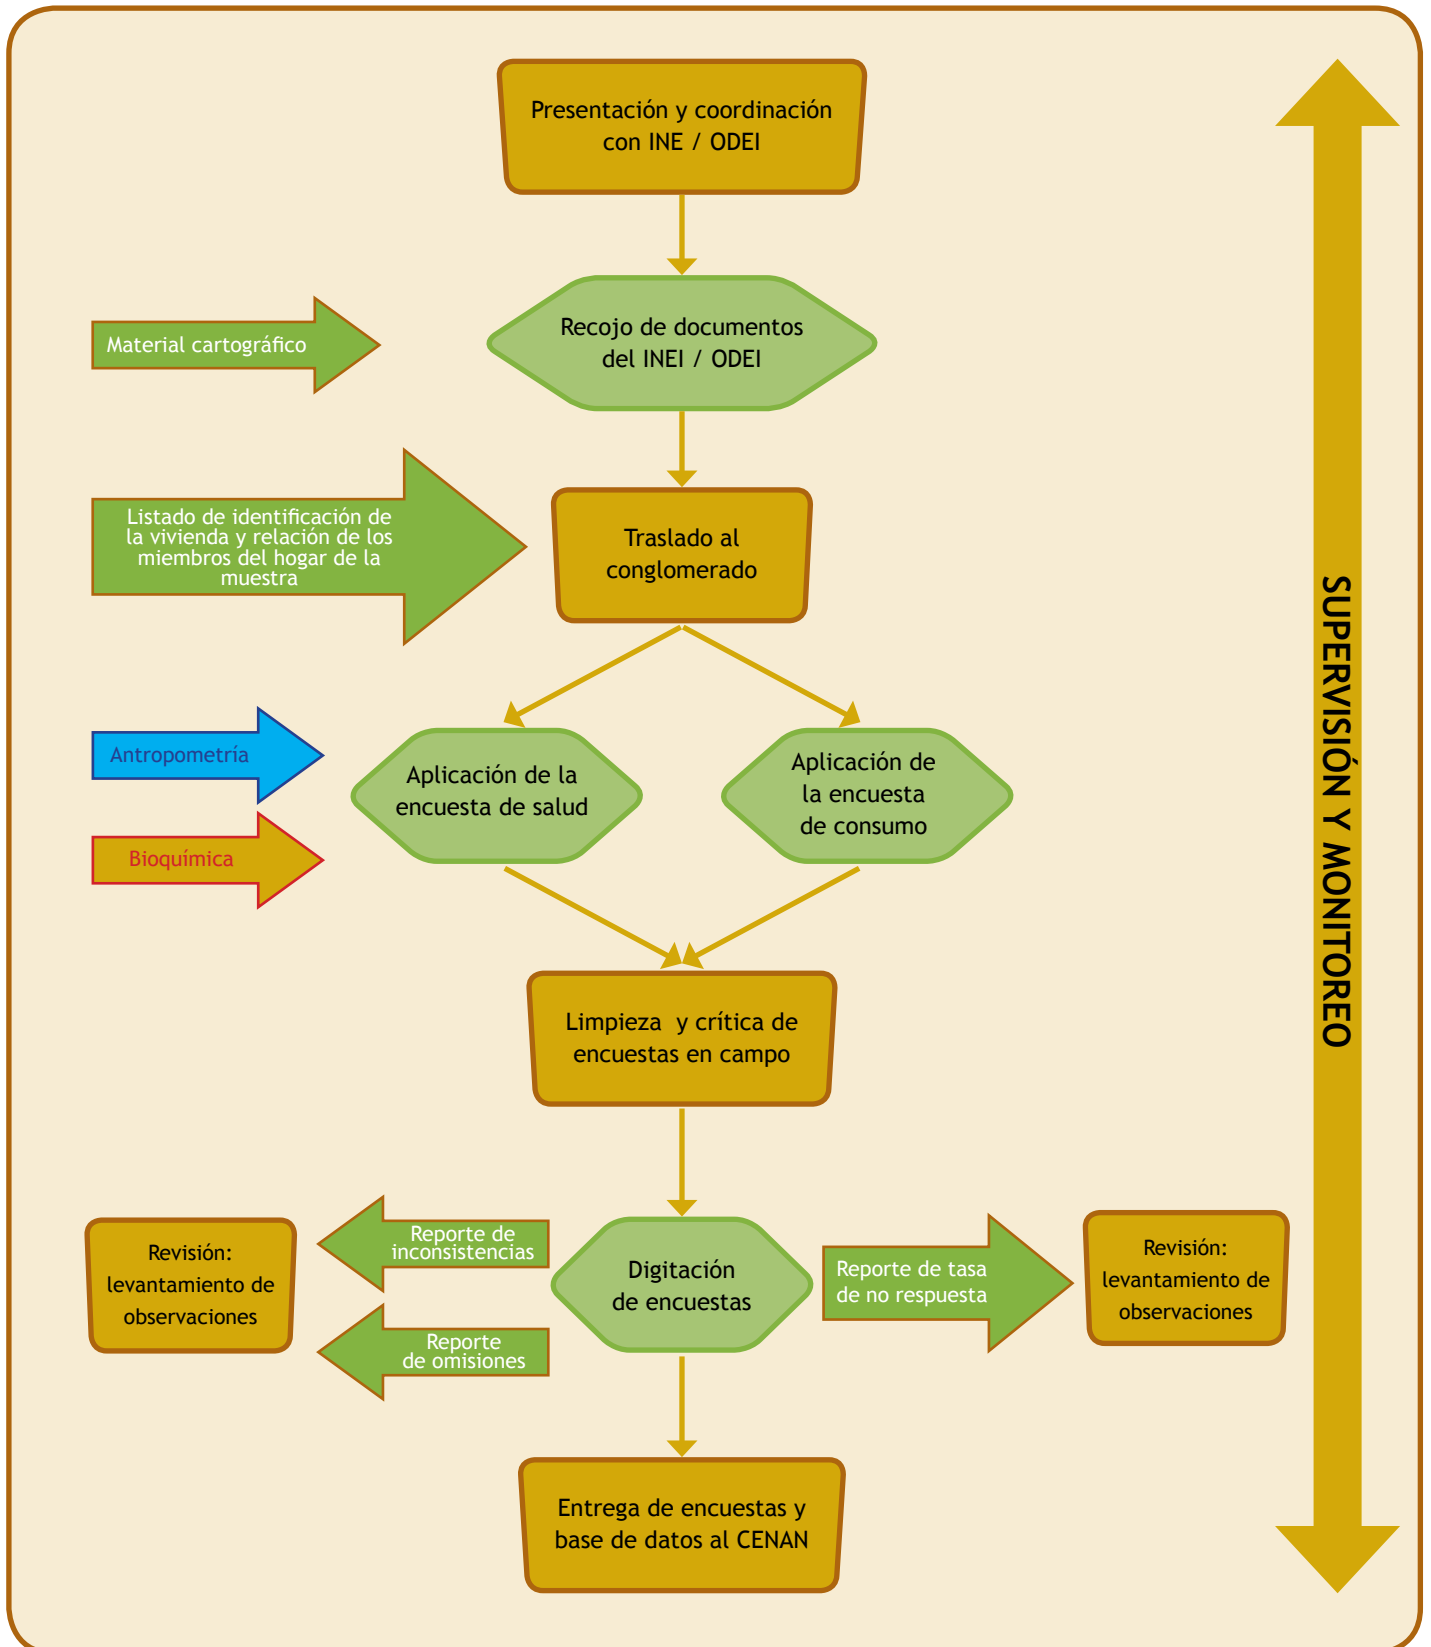 Presentación y coordinación
con INE / ODEI
Material cartográfico
Recojo de documentos
del INEI / ODEI
Listado de identificación de
la vivienda y relación de los
miembros del hogar de la
muestra
Traslado al
conglomerado
Antropometría
Bioquímica
Aplicación de la
encuesta de salud
Aplicación de
la encuesta
de consumo
Limpieza y crítica de
encuestas en campo
Revisión:
levantamiento de
observaciones
Reporte de
inconsistencias
Reporte
de omisiones
Digitación
de encuestas
Reporte de tasa
de no respuesta
Revisión:
levantamiento de
observaciones
Entrega de encuestas y
base de datos al CENAN
SUPERVISIÓN Y MONITOREO